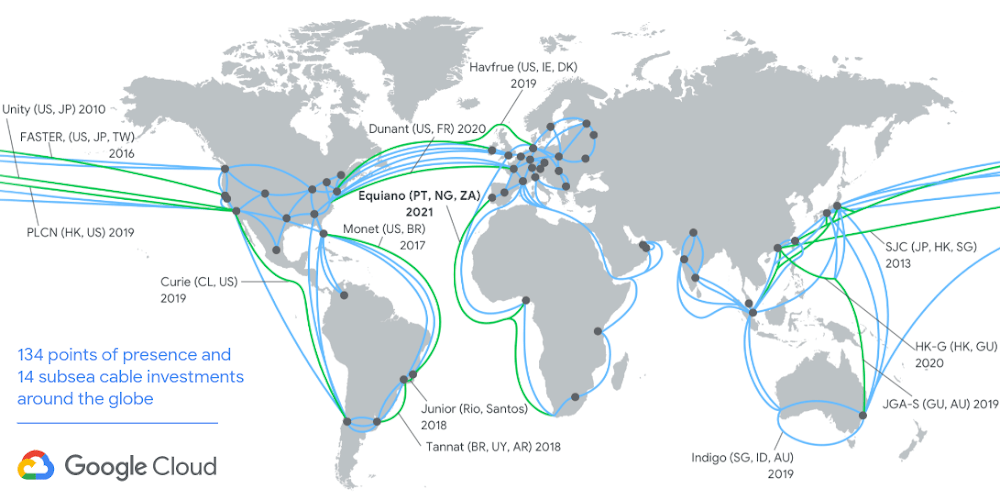 Havfrue (US, IE, DK)
2019
Unity (US, JP) 2010
Dunant (US, FR) 2020
FASTER, (US, JP, TW)
2016
Equiano (PT, NG, ZA)
2021
Monet (US, BR)
2017
PLCN (HK, US) 2019
SJC (JP, HK, SG)
2013
Curie (CL, US)
2019
HK-G (HK, GU)
2020
134 points of presence and
14 subsea cable investments
around the globe
JGA-S (GU, AU) 2019
Junior (Rio, Santos)
2018
Tannat (BR, UY, AR) 2018
Indigo (SG, ID, AU)
2019
Google Cloud